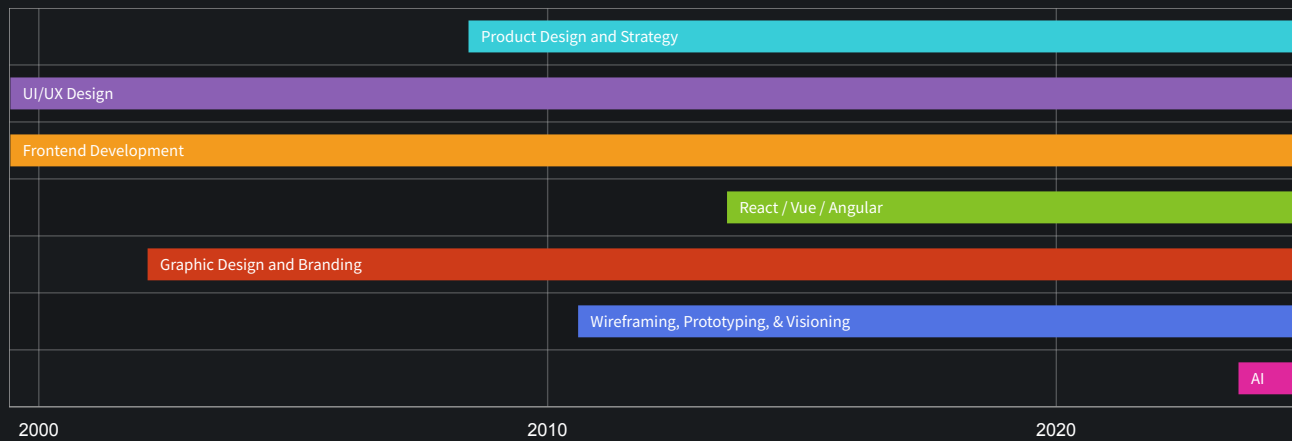 Product Design and Strategy
UI/UX Design
Frontend Development
React / Vue / Angular
Graphic Design and Branding
Wireframing, Prototyping, & Visioning
AI
2000 2010 2020